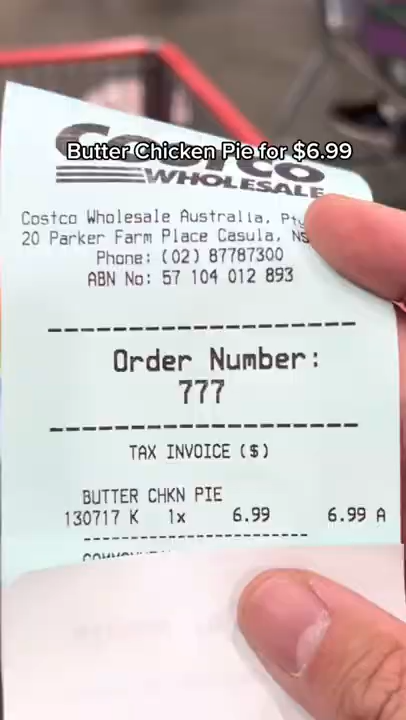 COSTCO
Butter Chicken Pie for $6.99
WHOLESALE
Costco Wholesale Australia, Pty
20 Parker Farm Place Casula,
Phone: (02) 87787300
ABN No: 57 104 012 893
Order Number:
777
TAX INVOICE ($)
BUTTER CHKN PIE
130717 K 1x 6.99 6.99 A